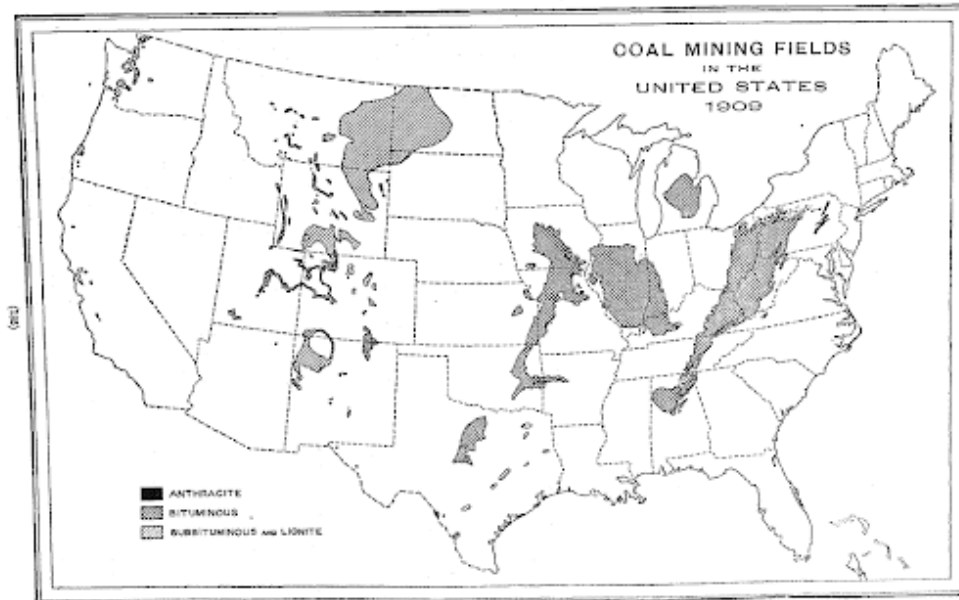 COAL MINING FIELDS
IN THE
UNITED STATES
1909
ANTHRACITE
BITUMINOUS
SUBBITUMINOUS AND LIGNITE